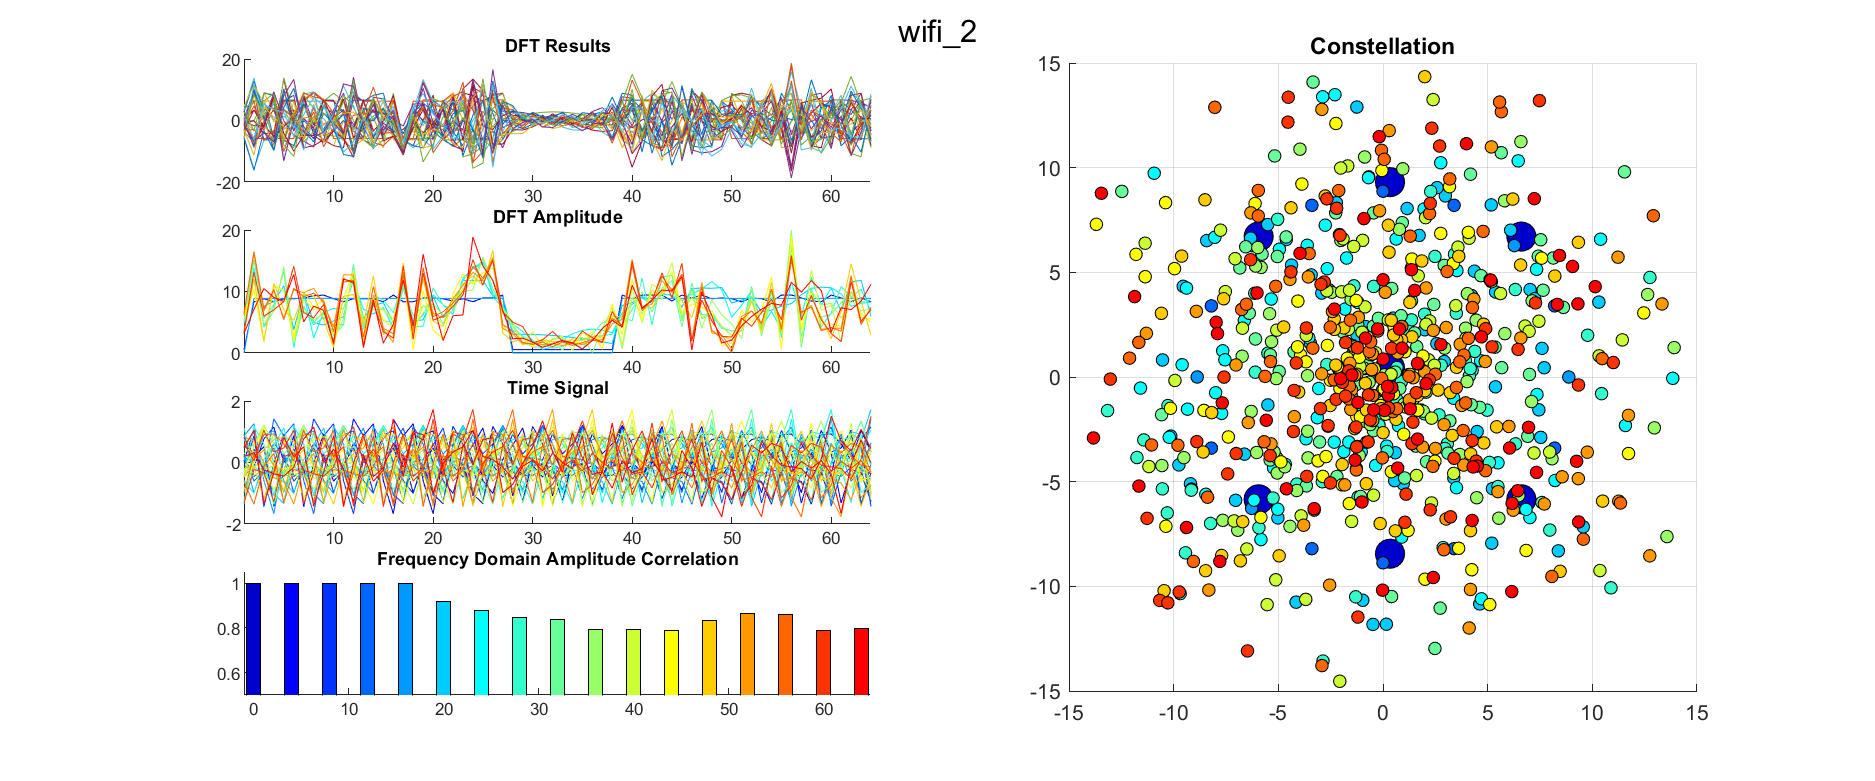 wifi_2
DFT Results
20
0
-20
10 20 30 40 50 60
DFT Amplitude
20
10
0
10 20 30 40 50 60
Time Signal
2
0
-2
10 20 30 40 50 60
Frequency Domain Amplitude Correlation
1
0.8
0.6
0 10 20 30 40 50 60
Constellation
15
10
5
0
-5
-10
-15
-15 -10 -5 0 5 10 15